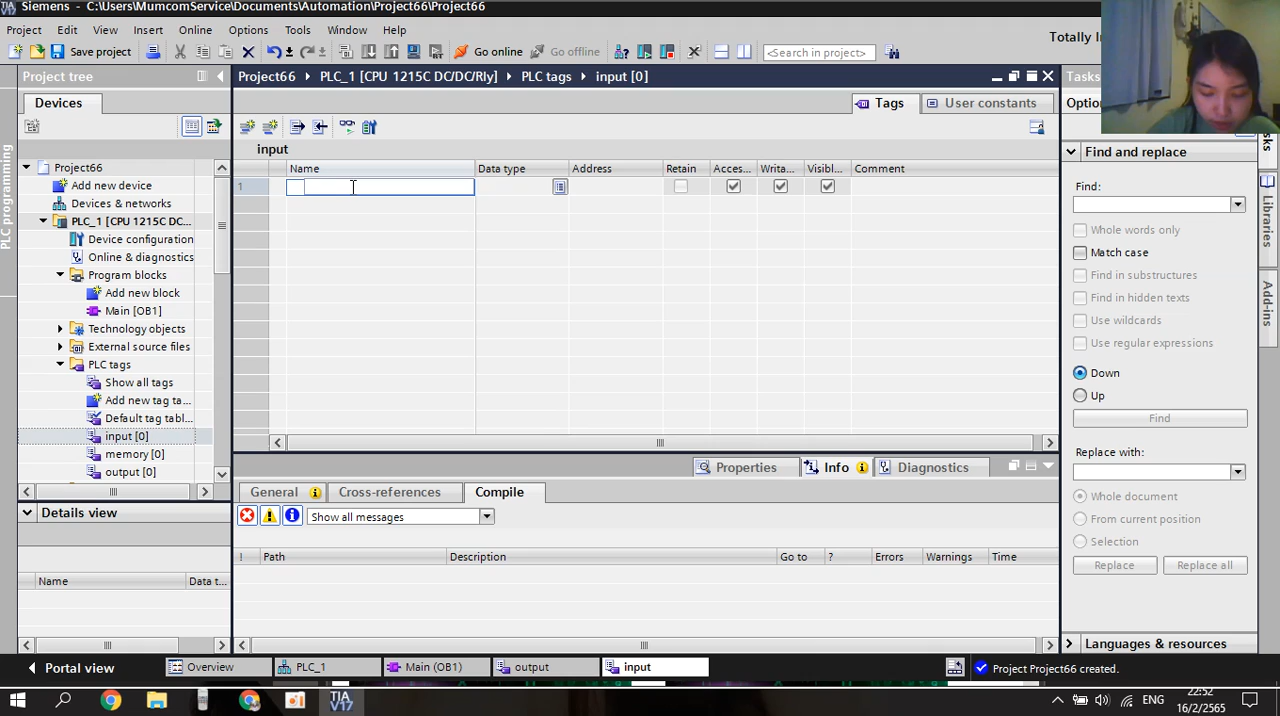 Siemens - C:\Users\MumcomService\Documents\Automation\Project66\Project66
Project Edit View Insert Online Options Tools Window Help
Totally In
Save project
Go online
Go offline
<Search in project>
Project tree
Project66
PLC_1 [CPU 1215C DC/DC/Rly]
PLC tags
input [0]
Tasks
Devices
Tags
User constants
Options
PLC programming
input
Find and replace
Name Data type Address Retain Acces... Writa... Visibl... Comment
1
Project66
Add new device
Devices & networks
PLC_1 [CPU 1215C DC...
Device configuration
Online & diagnostics
Program blocks
Add new block
Main [OB1]
Technology objects
External source files
PLC tags
Show all tags
Add new tag ta...
Default tag tabl...
input [0]
memory [0]
output [0]
Find:
Whole words only
Match case
Find in substructures
Find in hidden texts
Use wildcards
Use regular expressions
Down
Up
Find
Replace with:
Whole document
From current position
Selection
Replace Replace all
Languages & resources
Libraries
Add-ins
Properties
Info
Diagnostics
General
Cross-references
Compile
Show all messages
! Path Description Go to ? Errors Warnings Time
Details view
Name Data t...
Portal view
Overview
PLC_1
Main (OB1)
output
input
Project Project66 created.
TIA
V17
ENG
22:52
16/2/2565